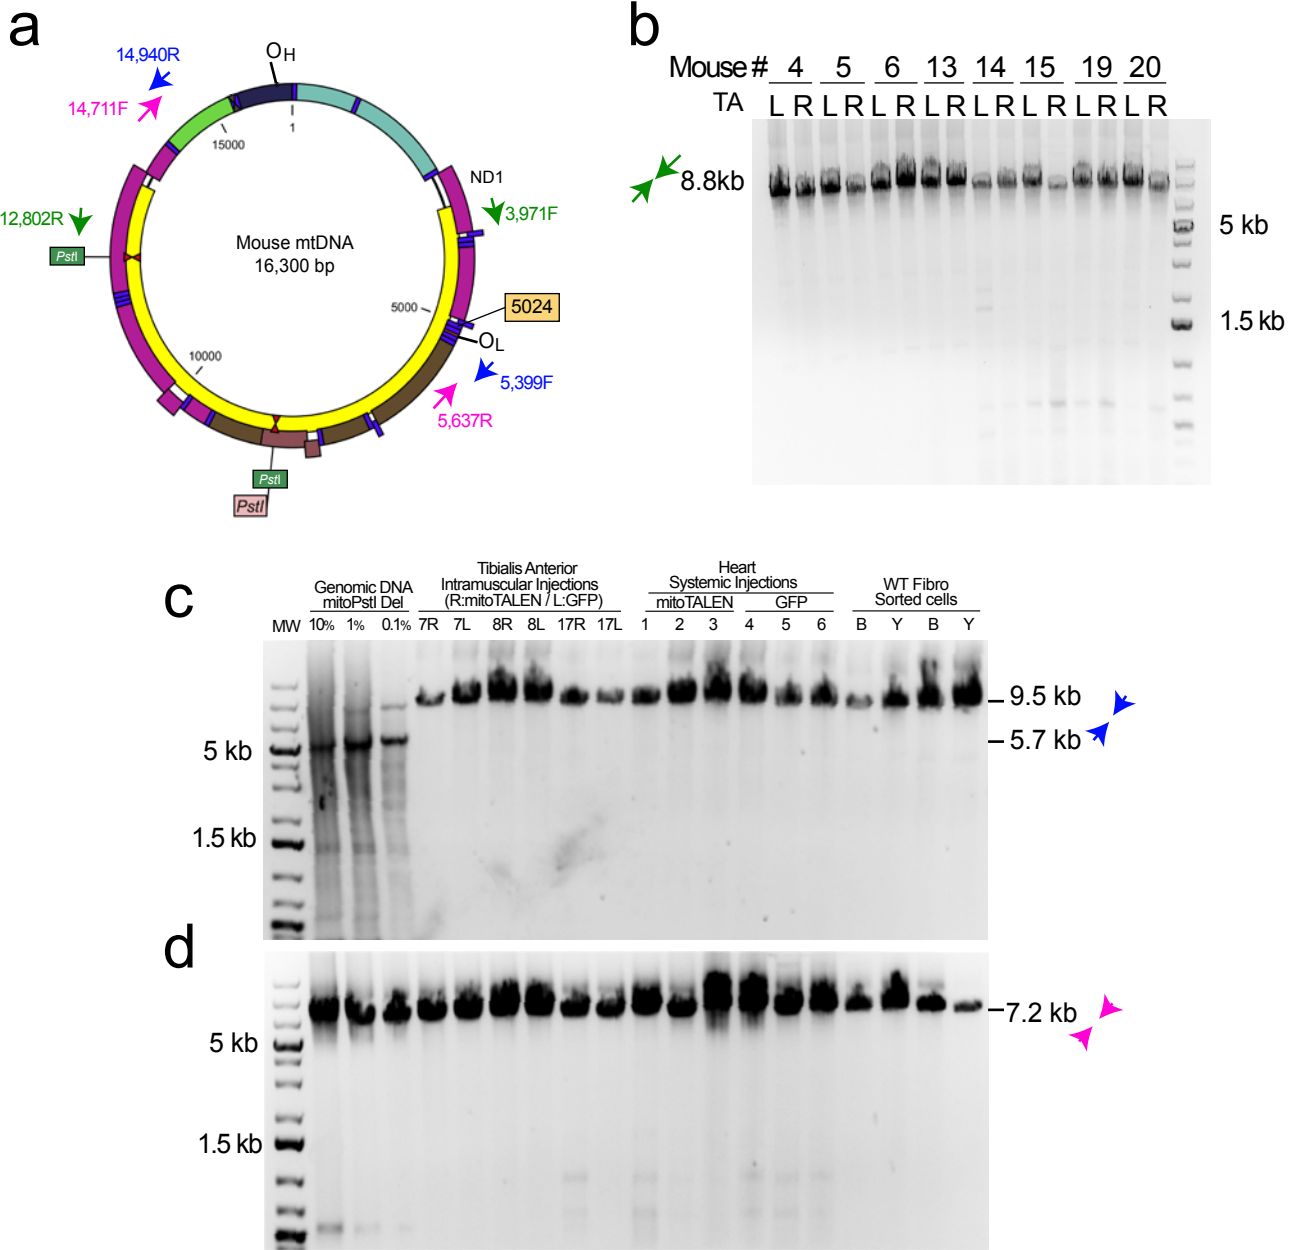 a
14,940R
14,711F
OH
1
15000
ND1
3,971F
12,802R
PstI
Mouse mtDNA
16,300 bp
5000
5024
OL
10000
5,399F
5,637R
PstI
PstI
b
Mouse # 4 5 6 13 14 15 19 20
TA L R L R L R L R L R L R L R L R
8.8kb
5 kb
1.5 kb
c
Genomic DNA
mitoPstI Del
Tibialis Anterior
Intramuscular Injections
(R:mitoTALEN / L:GFP)
Heart
Systemic Injections
mitoTALEN GFP
WT Fibro
Sorted cells
MW 10% 1% 0.1% 7R 7L 8R 8L 17R 17L 1 2 3 4 5 6 B Y B Y
9.5 kb
5.7 kb
5 kb
1.5 kb
d
7.2 kb
5 kb
1.5 kb